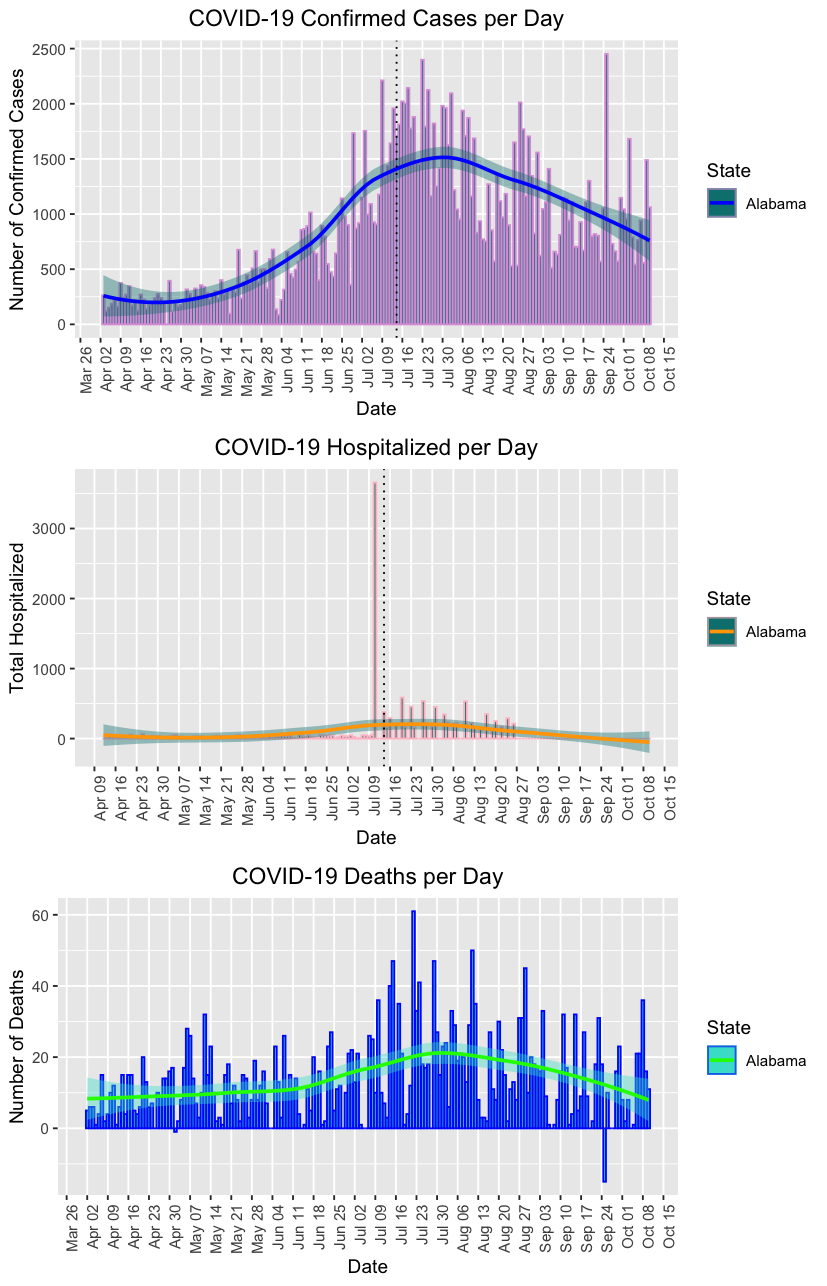 COVID-19 Confirmed Cases per Day
Number of Confirmed Cases
2500
2000
1500
1000
500
0
Mar 26
Apr 02
Apr 09
Apr 16
Apr 23
Apr 30
May 07
May 14
May 21
May 28
Jun 04
Jun 11
Jun 18
Jun 25
Jul 02
Jul 09
Jul 16
Jul 23
Jul 30
Aug 06
Aug 13
Aug 20
Aug 27
Sep 03
Sep 10
Sep 17
Sep 24
Oct 01
Oct 08
Oct 15
Date
State
Alabama
COVID-19 Hospitalized per Day
Total Hospitalized
3000
2000
1000
0
Apr 09
Apr 16
Apr 23
Apr 30
May 07
May 14
May 21
May 28
Jun 04
Jun 11
Jun 18
Jun 25
Jul 02
Jul 09
Jul 16
Jul 23
Jul 30
Aug 06
Aug 13
Aug 20
Aug 27
Sep 03
Sep 10
Sep 17
Sep 24
Oct 01
Oct 08
Oct 15
Date
State
Alabama
COVID-19 Deaths per Day
Number of Deaths
60
40
20
0
Mar 26
Apr 02
Apr 09
Apr 16
Apr 23
Apr 30
May 07
May 14
May 21
May 28
Jun 04
Jun 11
Jun 18
Jun 25
Jul 02
Jul 09
Jul 16
Jul 23
Jul 30
Aug 06
Aug 13
Aug 20
Aug 27
Sep 03
Sep 10
Sep 17
Sep 24
Oct 01
Oct 08
Oct 15
Date
State
Alabama